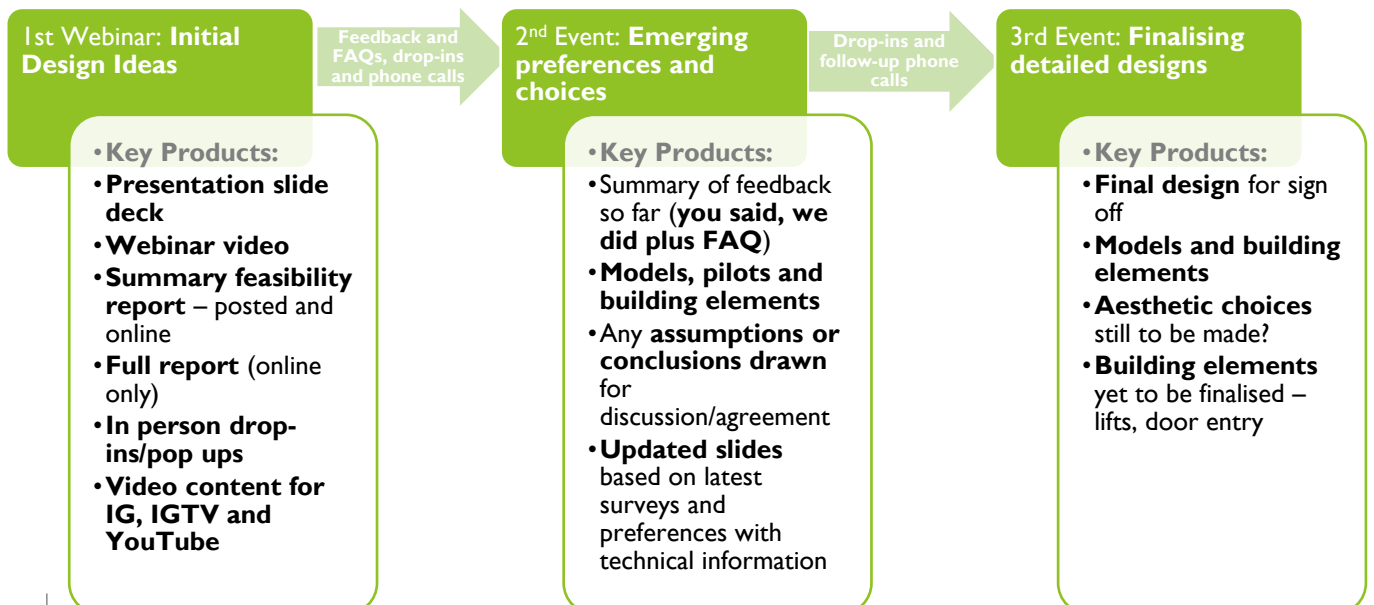 1st Webinar: Initial
Design Ideas
Feedback and
FAQs, drop-ins
and phone calls
2nd Event: Emerging
preferences and
choices
Drop-ins and
follow-up phone
calls
3rd Event: Finalising
detailed designs
•Key Products:
•Presentation slide
deck
•Webinar video
•Summary feasibility
report – posted and
online
•Full report (online
only)
•In person drop-
ins/pop ups
•Video content for
IG, IGTV and
YouTube
•Key Products:
•Summary of feedback
so far (you said, we
did plus FAQ)
•Models, pilots and
building elements
•Any assumptions or
conclusions drawn
for
discussion/agreement
•Updated slides
based on latest
surveys and
preferences with
technical information
•Key Products:
•Final design for sign
off
•Models and building
elements
•Aesthetic choices
still to be made?
•Building elements
yet to be finalised –
lifts, door entry